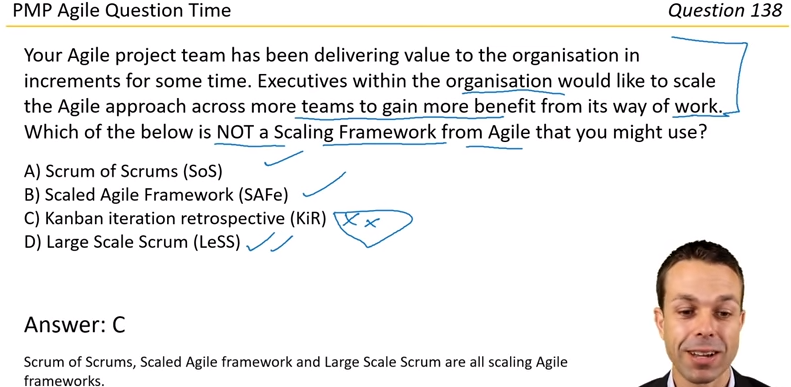 PMP Agile Question Time
Question 138
Your Agile project team has been delivering value to the organisation in
increments for some time. Executives within the organisation would like to scale
the Agile approach across more teams to gain more benefit from its way of work.
Which of the below is NOT a Scaling Framework from Agile that you might use?
A) Scrum of Scrums (SoS)
B) Scaled Agile Framework (SAFe)
C) Kanban iteration retrospective (KiR)
D) Large Scale Scrum (LeSS)
Answer: C
Scrum of Scrums, Scaled Agile framework and Large Scale Scrum are all scaling Agile
frameworks.